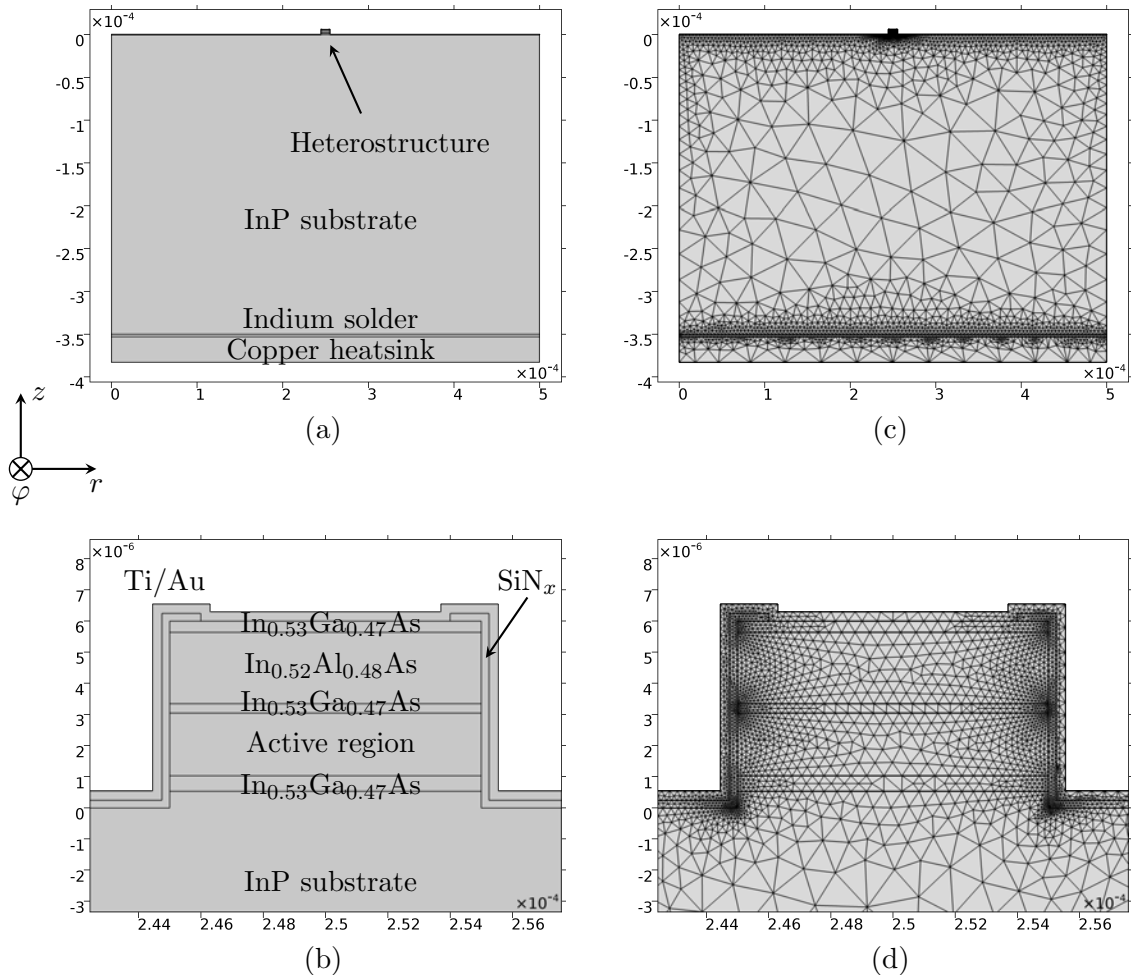 ×10⁻⁴
0
-0.5
-1
-1.5
-2
-2.5
-3
-3.5
-4
Heterostructure
InP substrate
Indium solder
Copper heatsink
×10⁻⁴
0 1 2 3 4 5
(a)
×10⁻⁴
0
-0.5
-1
-1.5
-2
-2.5
-3
-3.5
-4
×10⁻⁴
0 1 2 3 4 5
(c)
z
φ r
×10⁻⁶
8
7
6
5
4
3
2
1
0
-1
-2
-3
Ti/Au SiNₓ
In₀.₅₃Ga₀.₄₇As
In₀.₅₂Al₀.₄₈As
In₀.₅₃Ga₀.₄₇As
Active region
In₀.₅₃Ga₀.₄₇As
InP substrate
×10⁻⁴
2.44 2.46 2.48 2.5 2.52 2.54 2.56
(b)
×10⁻⁶
8
7
6
5
4
3
2
1
0
-1
-2
-3
×10⁻⁴
2.44 2.46 2.48 2.5 2.52 2.54 2.56
(d)